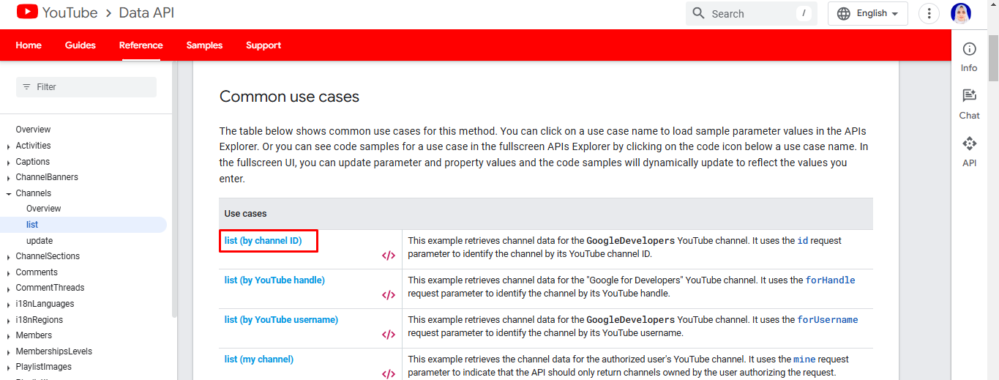 YouTube > Data API
Search
/
English
Home
Guides
Reference
Samples
Support
Info
Chat
API
Filter
Overview
Activities
Captions
ChannelBanners
Channels
Overview
list
update
ChannelSections
Comments
CommentThreads
i18nLanguages
i18nRegions
Members
MembershipsLevels
PlaylistImages
Common use cases
The table below shows common use cases for this method. You can click on a use case name to load sample parameter values in the APIs
Explorer. Or you can see code samples for a use case in the fullscreen APIs Explorer by clicking on the code icon below a use case name. In
the fullscreen UI, you can update parameter and property values and the code samples will dynamically update to reflect the values you
enter.
Use cases
list (by channel ID)
This example retrieves channel data for the GoogleDevelopers YouTube channel. It uses the id request
parameter to identify the channel by its YouTube channel ID.
list (by YouTube handle)
This example retrieves channel data for the "Google for Developers" YouTube channel. It uses the forHandle
request parameter to identify the channel by its YouTube handle.
list (by YouTube username)
This example retrieves channel data for the GoogleDevelopers YouTube channel. It uses the forUsername
request parameter to identify the channel by its YouTube username.
list (my channel)
This example retrieves the channel data for the authorized user's YouTube channel. It uses the mine request
parameter to indicate that the API should only return channels owned by the user authorizing the request.